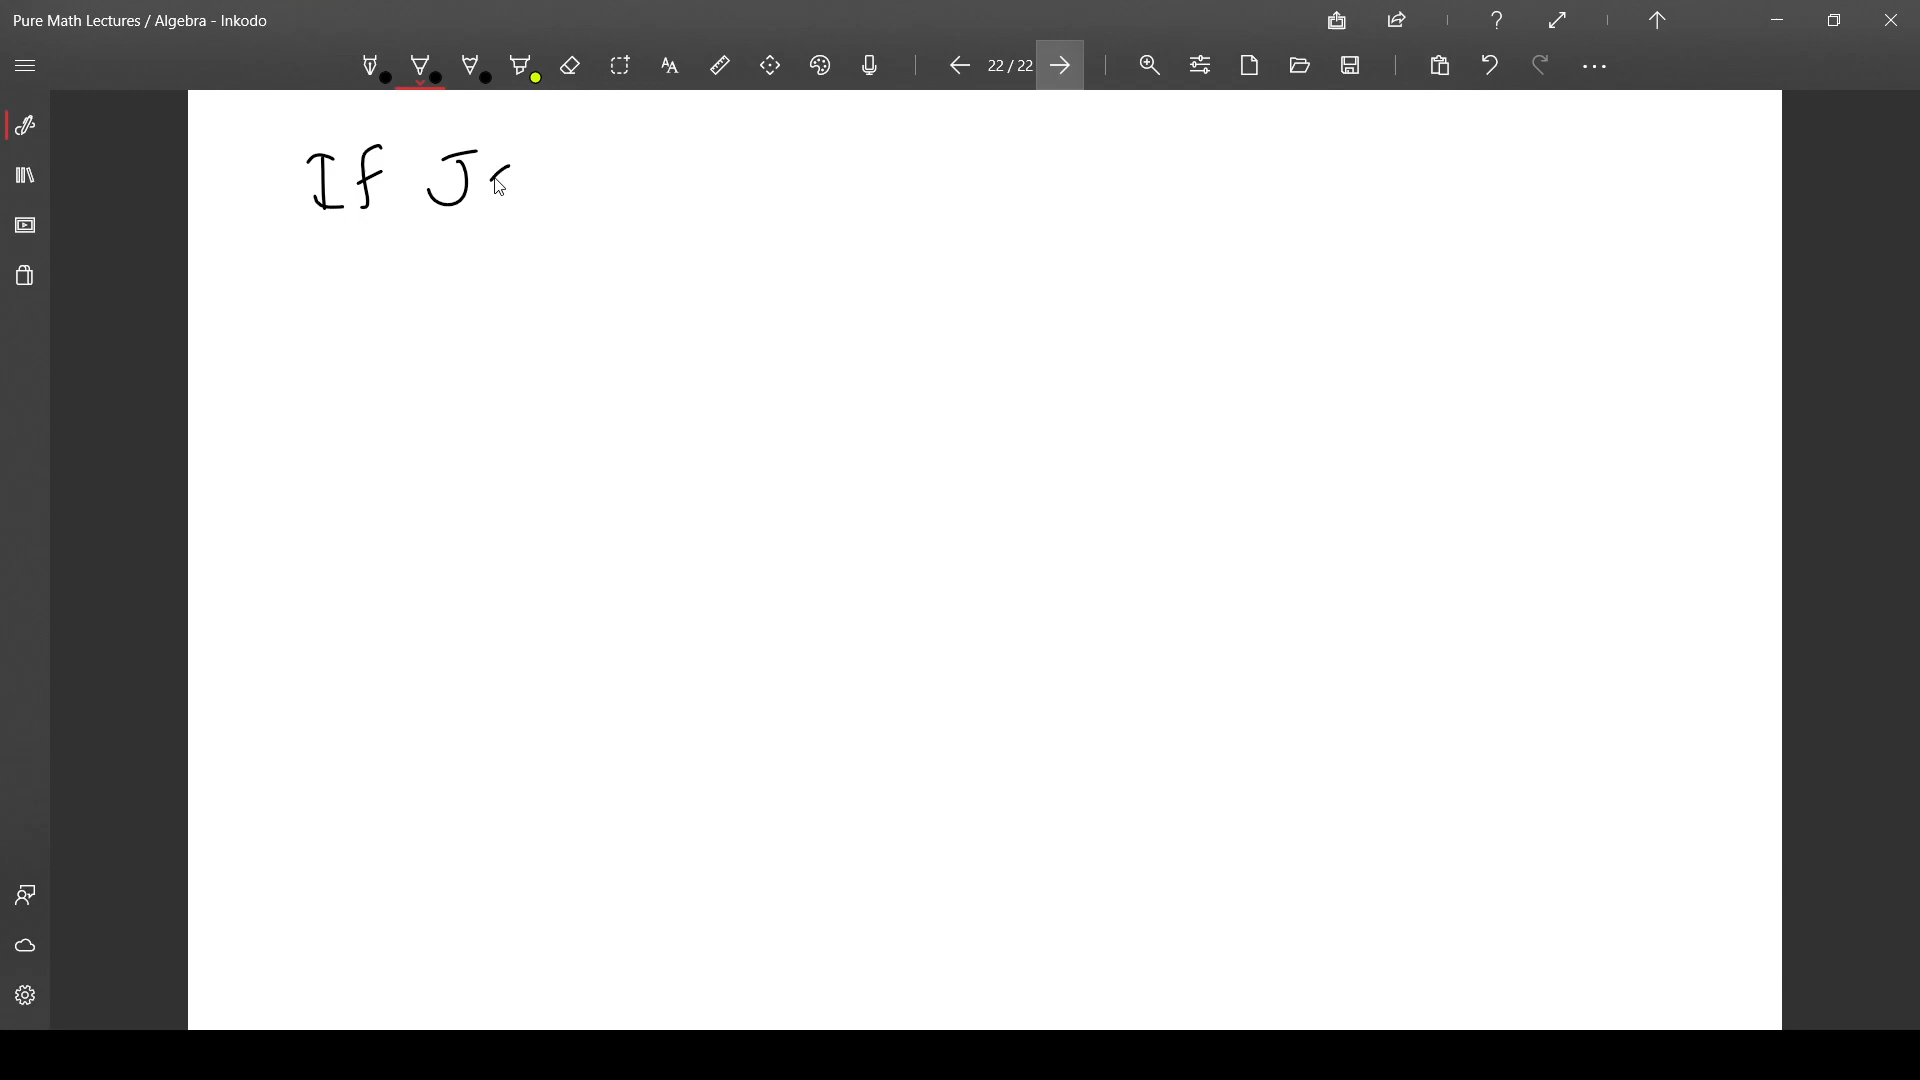 Pure Math Lectures / Algebra - Inkodo
22 / 22
If J